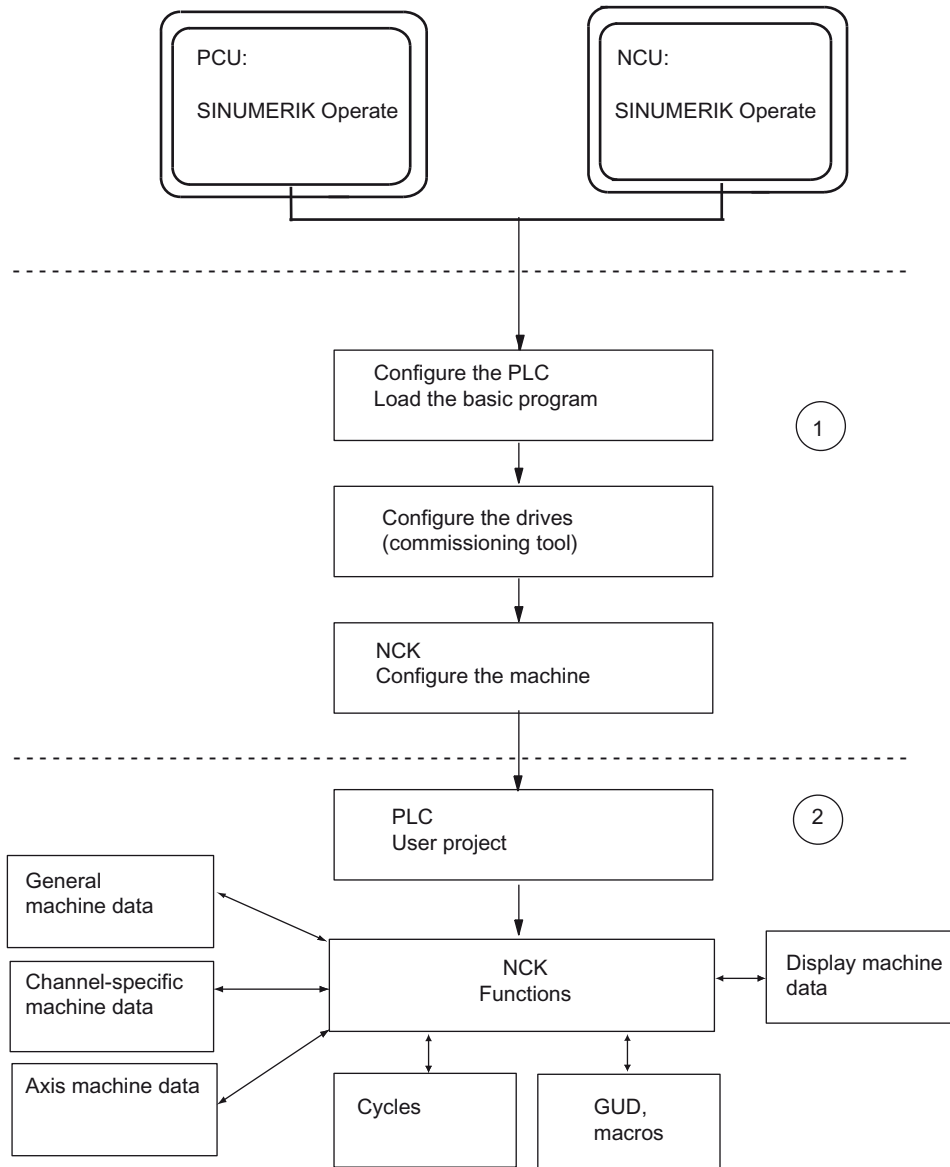 PCU:
SINUMERIK Operate
NCU:
SINUMERIK Operate
Configure the PLC
Load the basic program
1
Configure the drives
(commissioning tool)
NCK
Configure the machine
2
PLC
User project
General
machine data
Channel-specific
machine data
Axis machine data
NCK
Functions
Display machine
data
Cycles
GUD,
macros